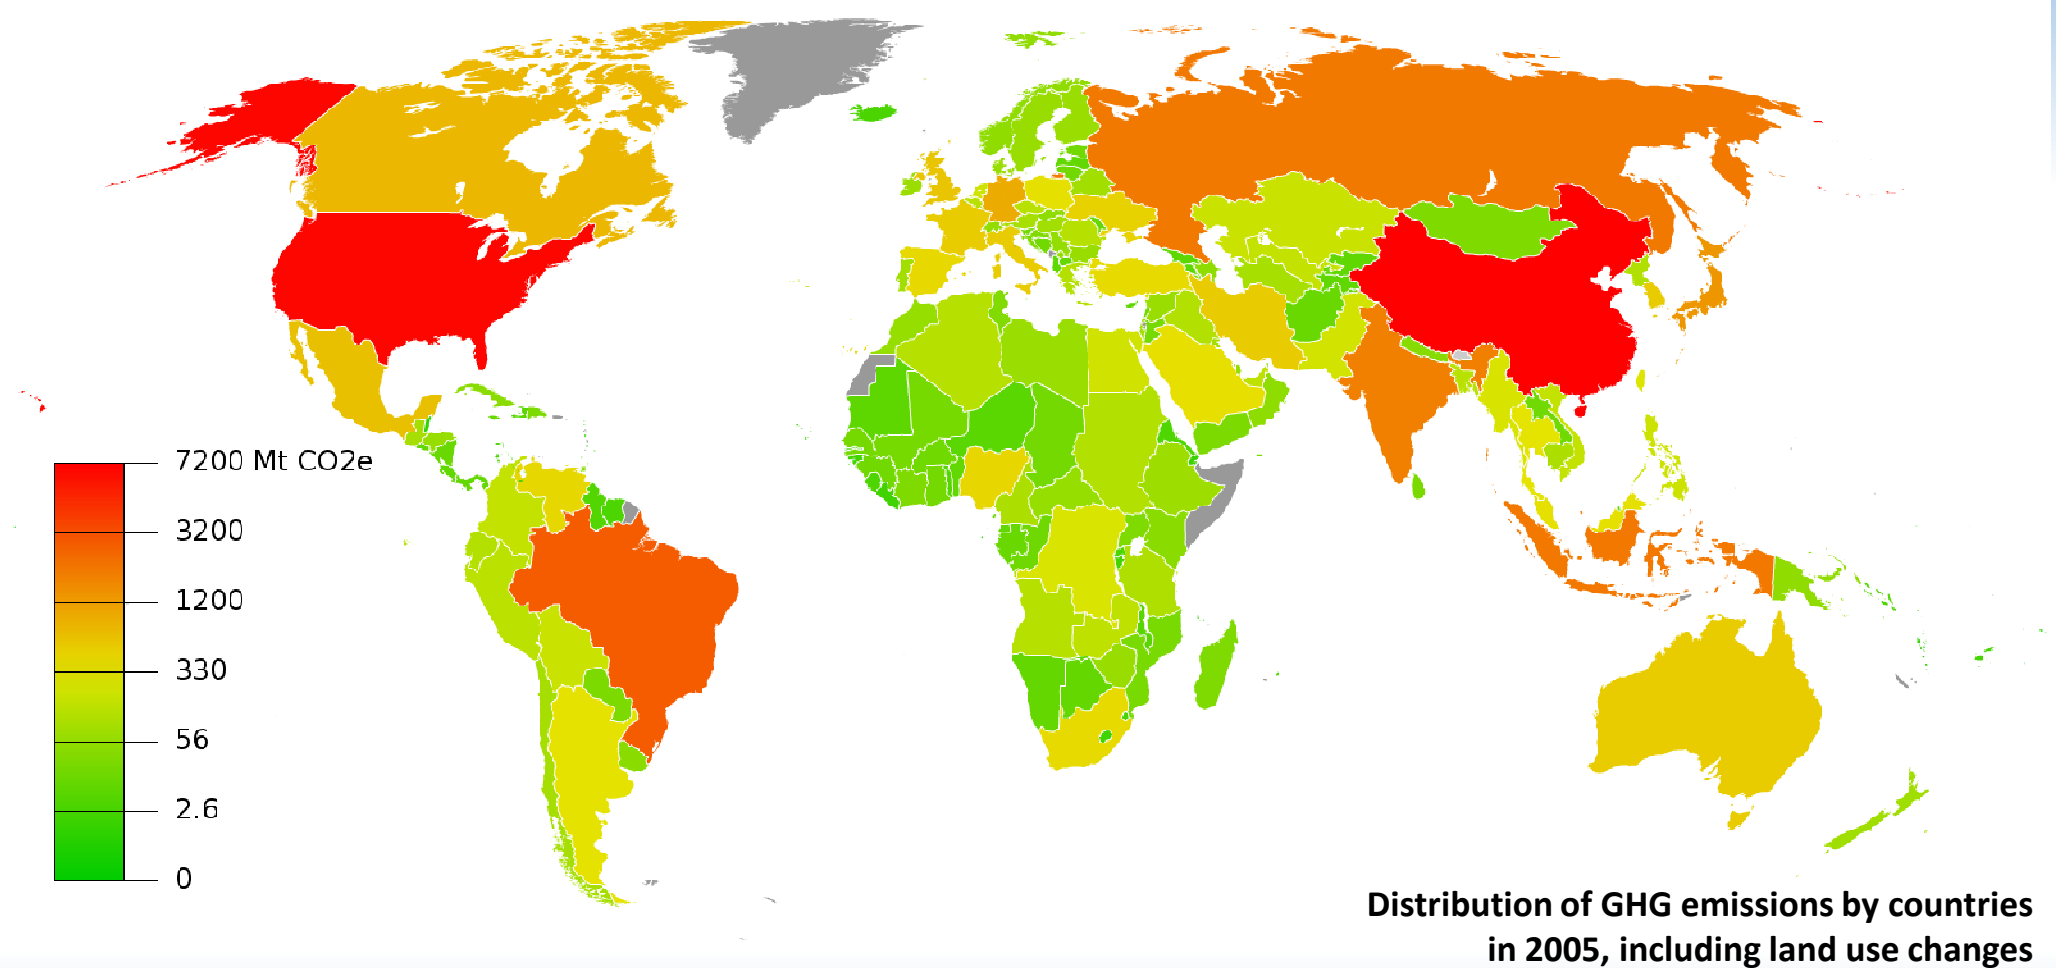 7200 Mt CO2e
3200
1200
330
56
2.6
0
Distribution of GHG emissions by countries
in 2005, including land use changes